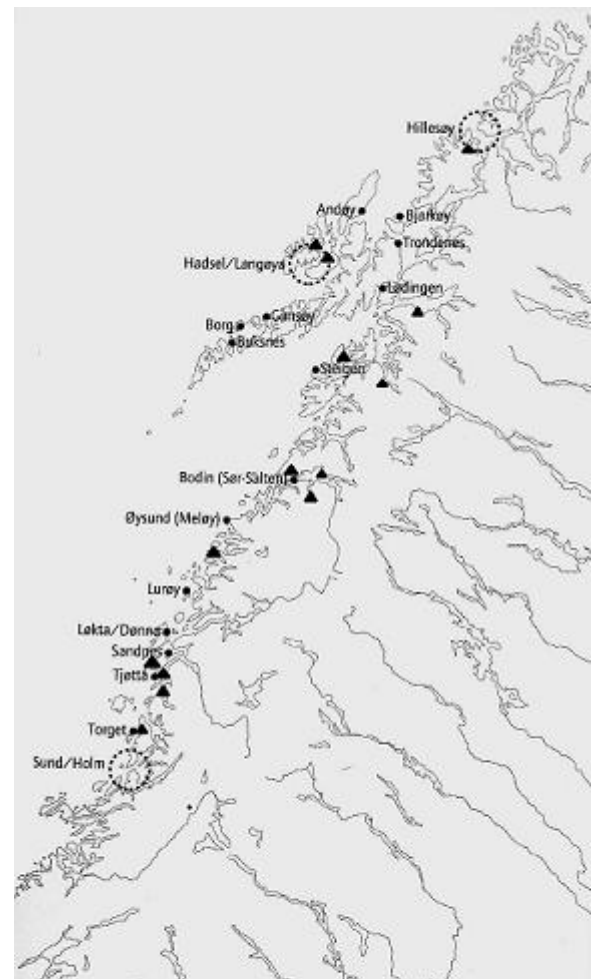 Hillesøy
Andøy
Bjarkøy
Trondenes
Hadsel/Langøya
Lødingen
Gimsøy
Borg
Buksnes
Steigen
Bodin (Sør-Salten)
Øysund (Meløy)
Lurøy
Løkta/Dønna
Sandnes
Tjøtta
Torget
Sund/Holm